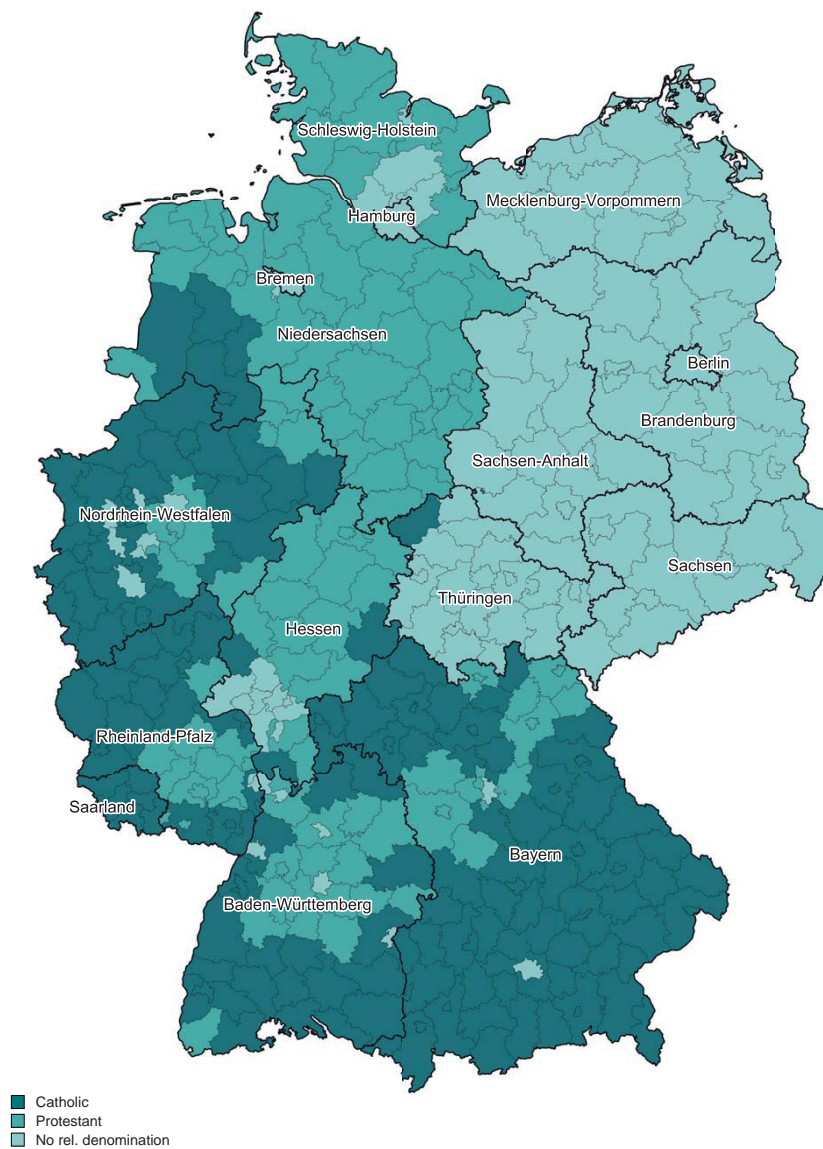 Schleswig-Holstein
Mecklenburg-Vorpommern
Hamburg
Bremen
Niedersachsen
Berlin
Brandenburg
Sachsen-Anhalt
Nordrhein-Westfalen
Sachsen
Thüringen
Hessen
Rheinland-Pfalz
Saarland
Bayern
Baden-Württemberg
Catholic
Protestant
No rel. denomination